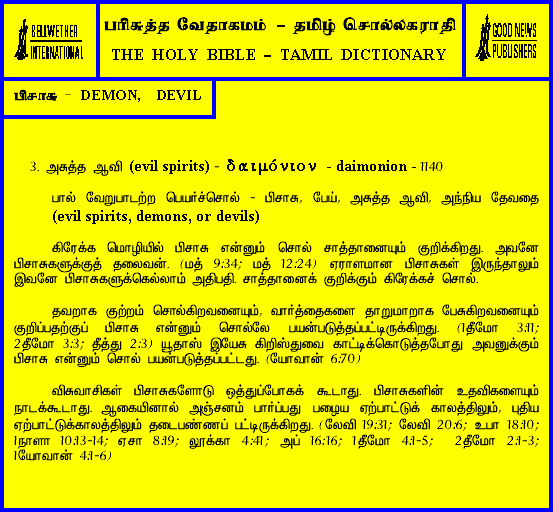 BELLWETHER
INTERNATIONAL
பரிசுத்த வேதாகமம் – தமிழ் சொல்லகராதி
THE HOLY BIBLE – TAMIL DICTIONARY
GOOD NEWS
PUBLISHERS
பிசாசு - DEMON, DEVIL
3. அசுத்த ஆவி (evil spirits) - δαιμόνιον - daimonion - 1140
பால் வேறுபாடற்ற பெயர்ச்சொல் - பிசாசு, பேய், அசுத்த ஆவி, அந்நிய தேவதை
(evil spirits, demons, or devils)
கிரேக்க மொழியில் பிசாசு என்னும் சொல் சாத்தானையும் குறிக்கிறது. அவனே
பிசாசுகளுக்குத் தலைவன். (மத் 9:34; மத் 12:24) ஏராளமான பிசாசுகள் இருந்தாலும்
இவனே பிசாசுகளுக்கெல்லாம் அதிபதி. சாத்தானைக் குறிக்கும் கிரேக்கச் சொல்.
தவறாக குற்றம் சொல்கிறவனையும், வார்த்தைகளை தாறுமாறாக பேசுகிறவனையும்
குறிப்பதற்குப் பிசாசு என்னும் சொல்லே பயன்படுத்தப்பட்டிருக்கிறது. (1தீமோ 3:11;
2தீமோ 3:3; தீத்து 2:3) யூதாஸ் இயேசு கிறிஸ்துவை காட்டிக்கொடுத்தபோது அவனுக்கும்
பிசாசு என்னும் சொல் பயன்படுத்தப்பட்டது. (யோவான் 6:70)
விசுவாசிகள் பிசாசுகளோடு ஒத்துப்போகக் கூடாது. பிசாசுகளின் உதவிகளையும்
நாடக்கூடாது. ஆகையினால் அஞ்சனம் பார்ப்பது பழைய ஏற்பாட்டுக் காலத்திலும், புதிய
ஏற்பாட்டுக்காலத்திலும் தடைபண்ணப் பட்டிருக்கிறது. (லேவி 19:31; லேவி 20:6; உபா 18:10;
1நாளா 10:13-14; ஏசா 8:19; லூக்கா 4:41; அப் 16:16; 1தீமோ 4:1-5; 2தீமோ 2:1-3;
1யோவான் 4:1-6)